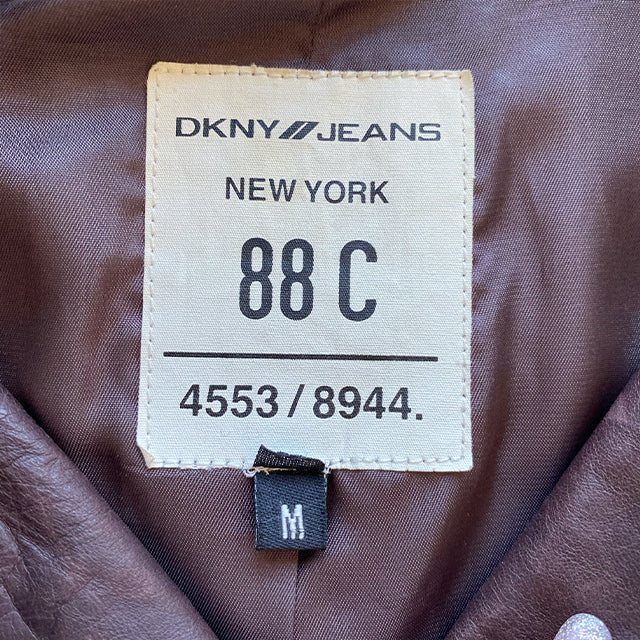 DKNY//JEANS
NEW YORK
88 C
4553 / 8944.
M